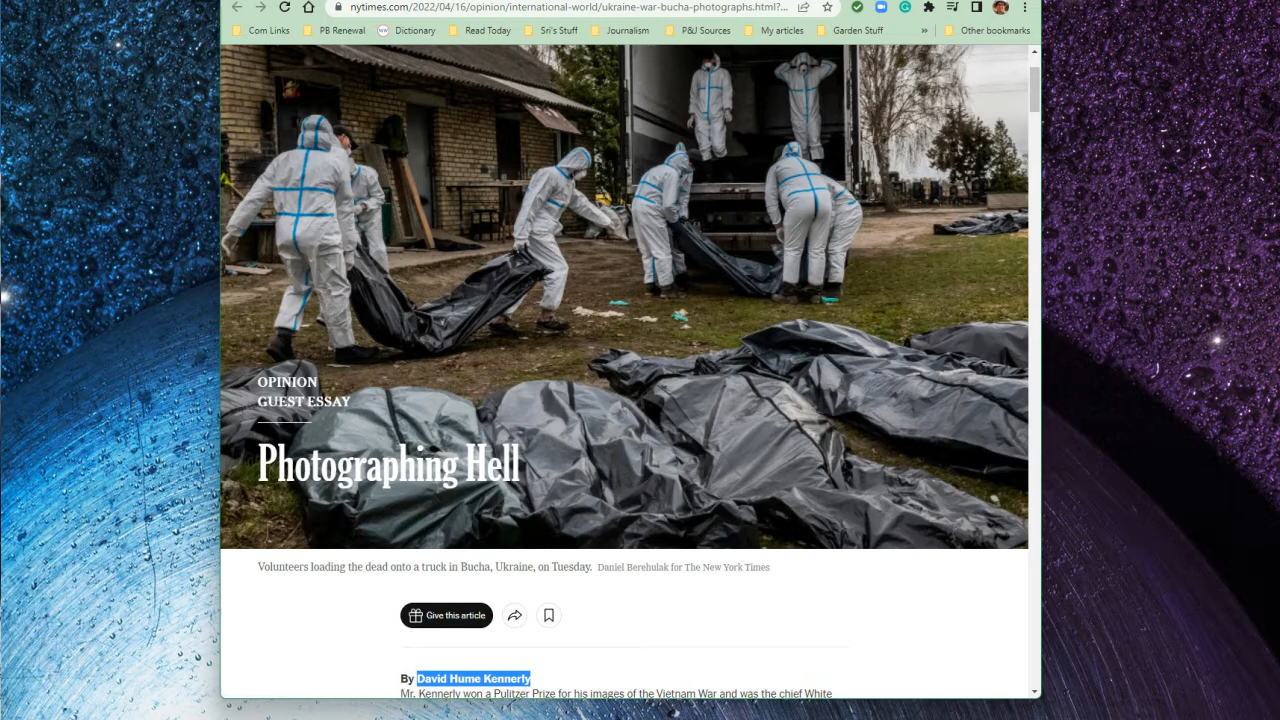 nytimes.com/2022/04/16/opinion/international-world/ukraine-war-bucha-photographs.html?...
Com Links PB Renewal Dictionary Read Today Sri's Stuff Journalism P&J Sources My articles Garden Stuff » Other bookmarks
OPINION
GUEST ESSAY
Photographing Hell
Volunteers loading the dead onto a truck in Bucha, Ukraine, on Tuesday. Daniel Berehulak for The New York Times
Give this article
By David Hume Kennerly
Mr. Kennerly won a Pulitzer Prize for his images of the Vietnam War and was the chief White